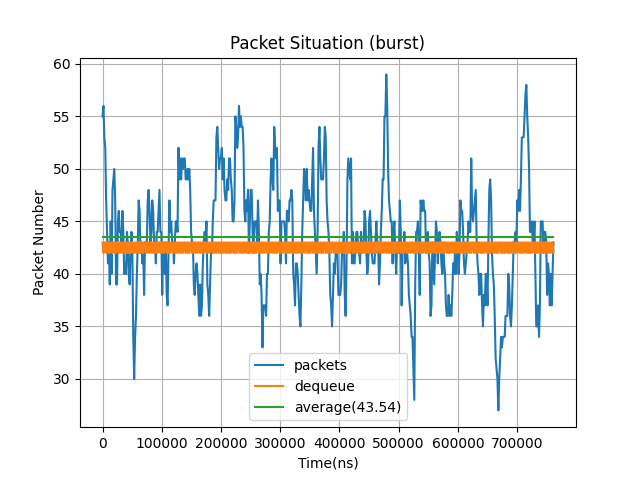 Packet Situation (burst)
60
55
50
45
40
35
30
Packet Number
packets
dequeue
average(43.54)
0 100000 200000 300000 400000 500000 600000 700000
Time(ns)